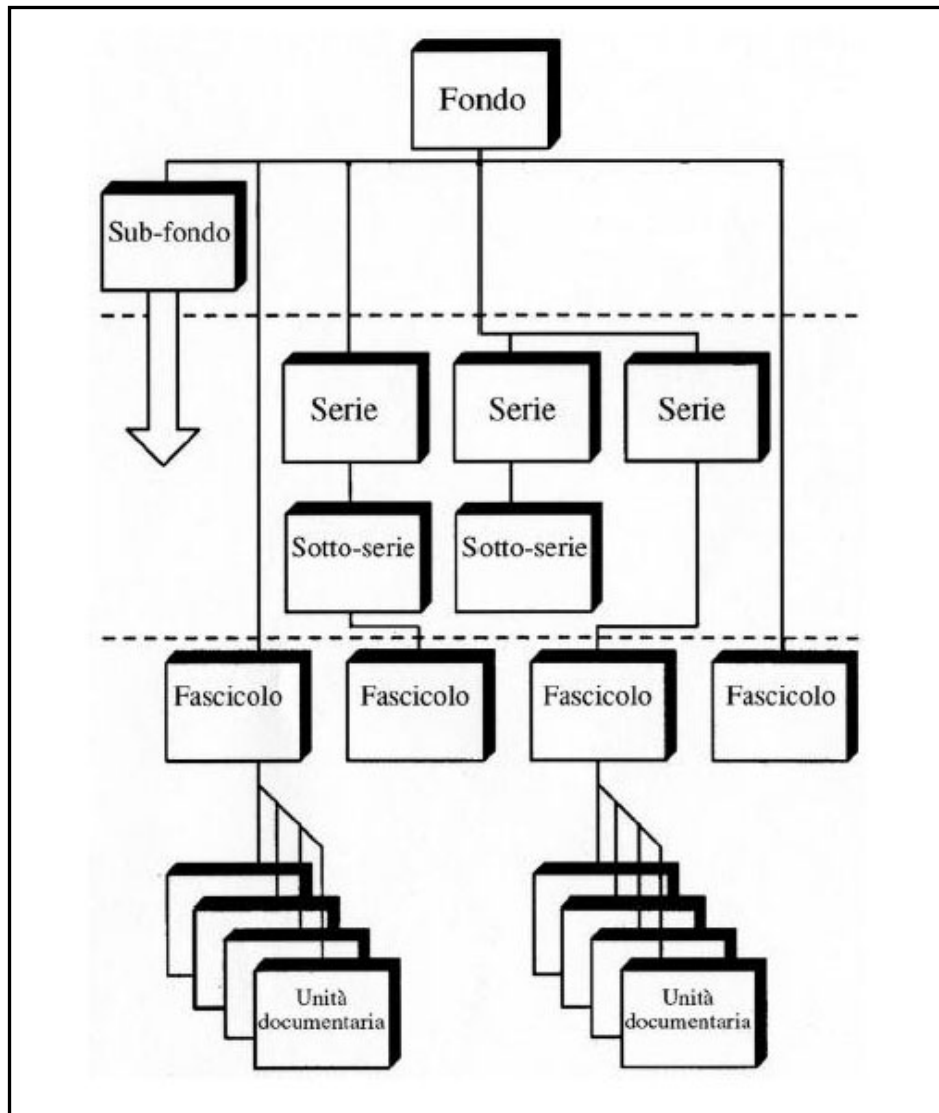 Fondo
Sub-fondo
Serie
Serie
Serie
Sotto-serie
Sotto-serie
Fascicolo
Fascicolo
Fascicolo
Fascicolo
Unità
documentaria
Unità
documentaria